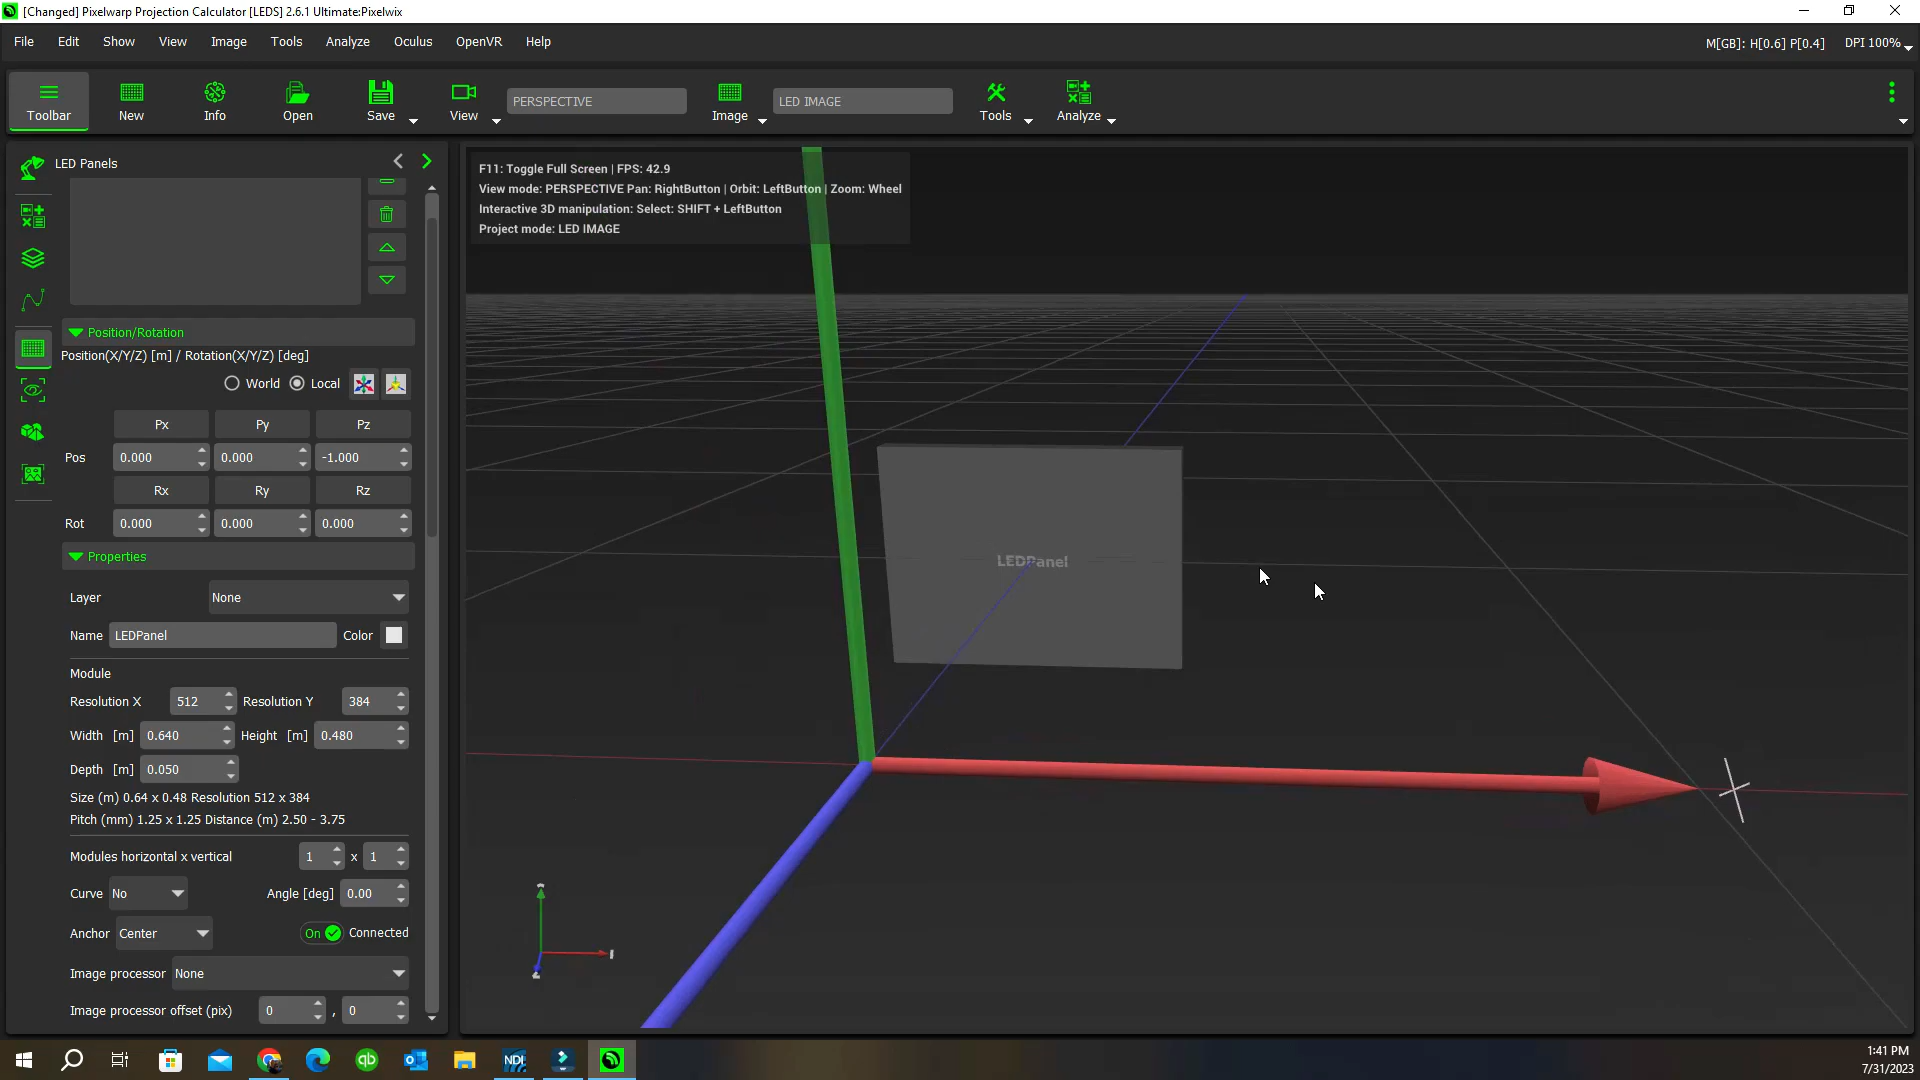 [Changed] Pixelwarp Projection Calculator [LEDS] 2.6.1 Ultimate:Pixelwix
File Edit Show View Image Tools Analyze Oculus OpenVR Help M[GB]: H[0.6] P[0.4] DPI 100%
Toolbar New Info Open Save View PERSPECTIVE Image LED IMAGE Tools Analyze
LED Panels
F11: Toggle Full Screen | FPS: 42.9
View mode: PERSPECTIVE Pan: RightButton | Orbit: LeftButton | Zoom: Wheel
Interactive 3D manipulation: Select: SHIFT + LeftButton
Project mode: LED IMAGE
Position/Rotation
Position(X/Y/Z) [m] / Rotation(X/Y/Z) [deg]
World Local
Px Py Pz
Pos 0.000 0.000 -1.000
Rx Ry Rz
Rot 0.000 0.000 0.000
Properties
Layer None
Name LEDPanel Color
Module
Resolution X 512 Resolution Y 384
Width [m] 0.640 Height [m] 0.480
Depth [m] 0.050
Size (m) 0.64 x 0.48 Resolution 512 x 384
Pitch (mm) 1.25 x 1.25 Distance (m) 2.50 - 3.75
Modules horizontal x vertical 1 x 1
Curve No Angle [deg] 0.00
Anchor Center On Connected
Image processor None
Image processor offset (pix) 0 , 0
LEDPanel
qb
NDI
1:41 PM
7/31/2023